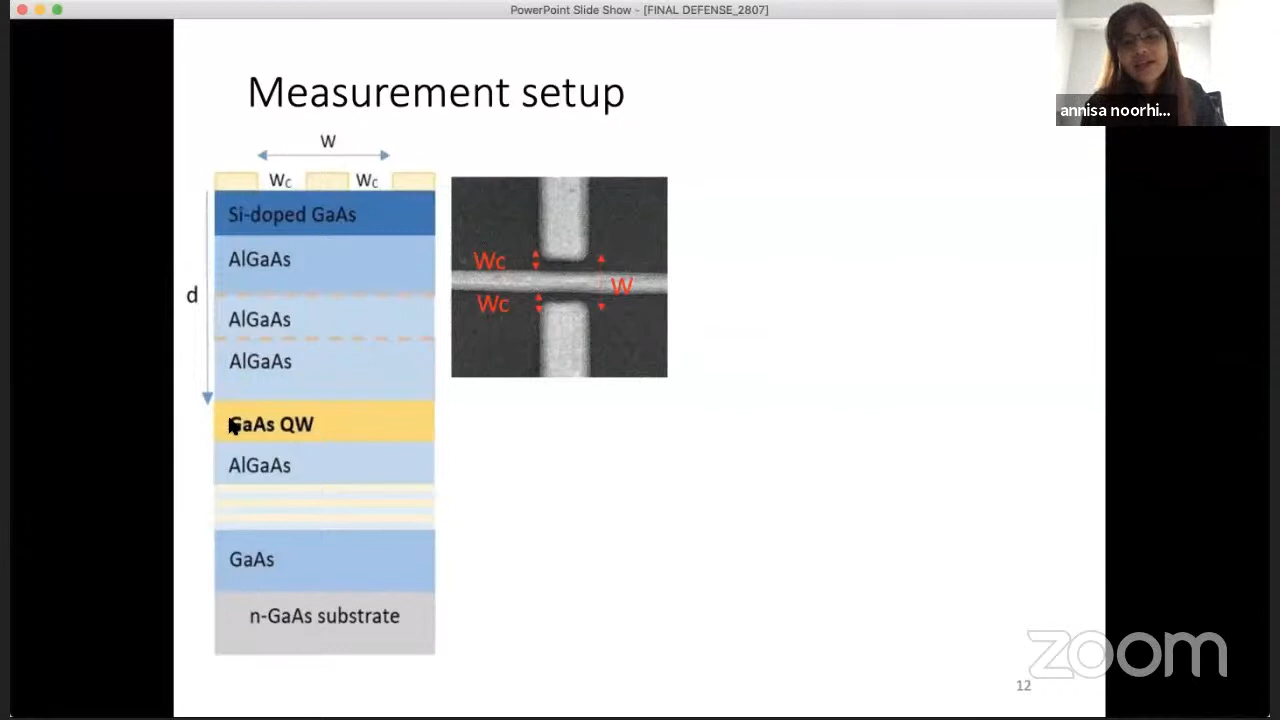 PowerPoint Slide Show - [FINAL DEFENSE_2807]
annisa noorhi...
Measurement setup
W
Wc Wc
Si-doped GaAs
AlGaAs
d
AlGaAs
AlGaAs
GaAs QW
AlGaAs
GaAs
n-GaAs substrate
Wc
W
Wc
zoom
12